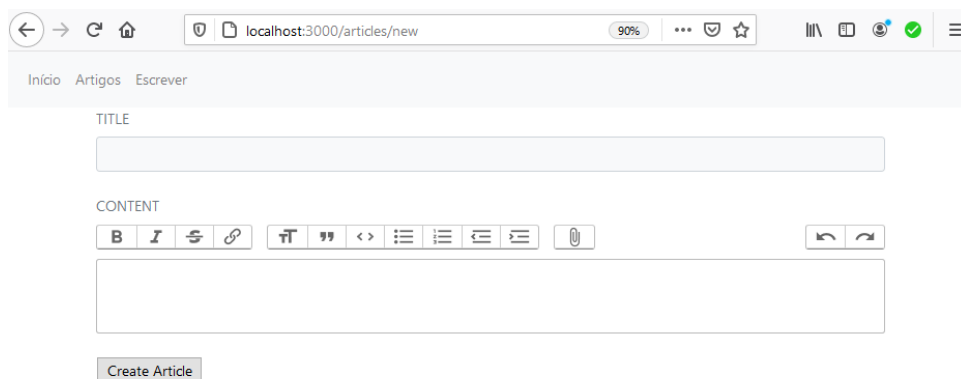 localhost:3000/articles/new 90%
Início Artigos Escrever
TITLE
CONTENT
B I S
Create Article